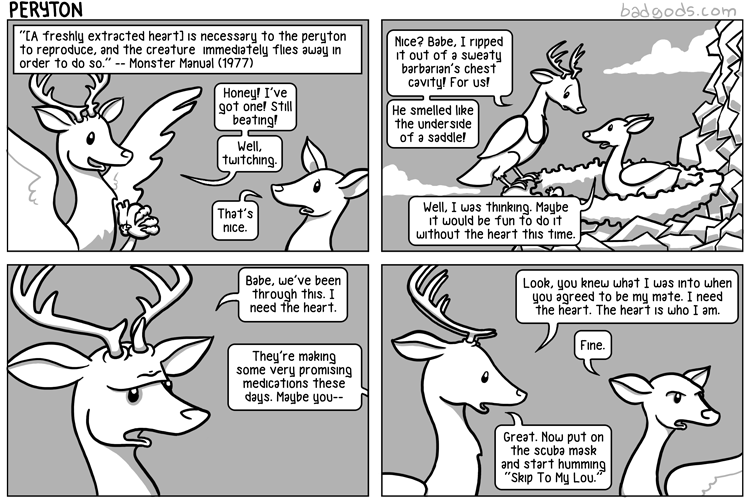 PERYTON
badgods.com
"[A freshly extracted heart] is necessary to the peryton
to reproduce, and the creature immediately flies away in
order to do so." -- Monster Manual (1977)
Honey! I've
got one! Still
beating!
Well,
twitching.
That's
nice.
Nice? Babe, I ripped
it out of a sweaty
barbarian's chest
cavity! For us!
He smelled like
the underside
of a saddle!
Well, I was thinking. Maybe
it would be fun to do it
without the heart this time.
Babe, we've been
through this. I
need the heart.
They're making
some very promising
medications these
days. Maybe you--
Look, you knew what I was into when
you agreed to be my mate. I need
the heart. The heart is who I am.
Fine.
Great. Now put on
the scuba mask
and start humming
"Skip To My Lou."